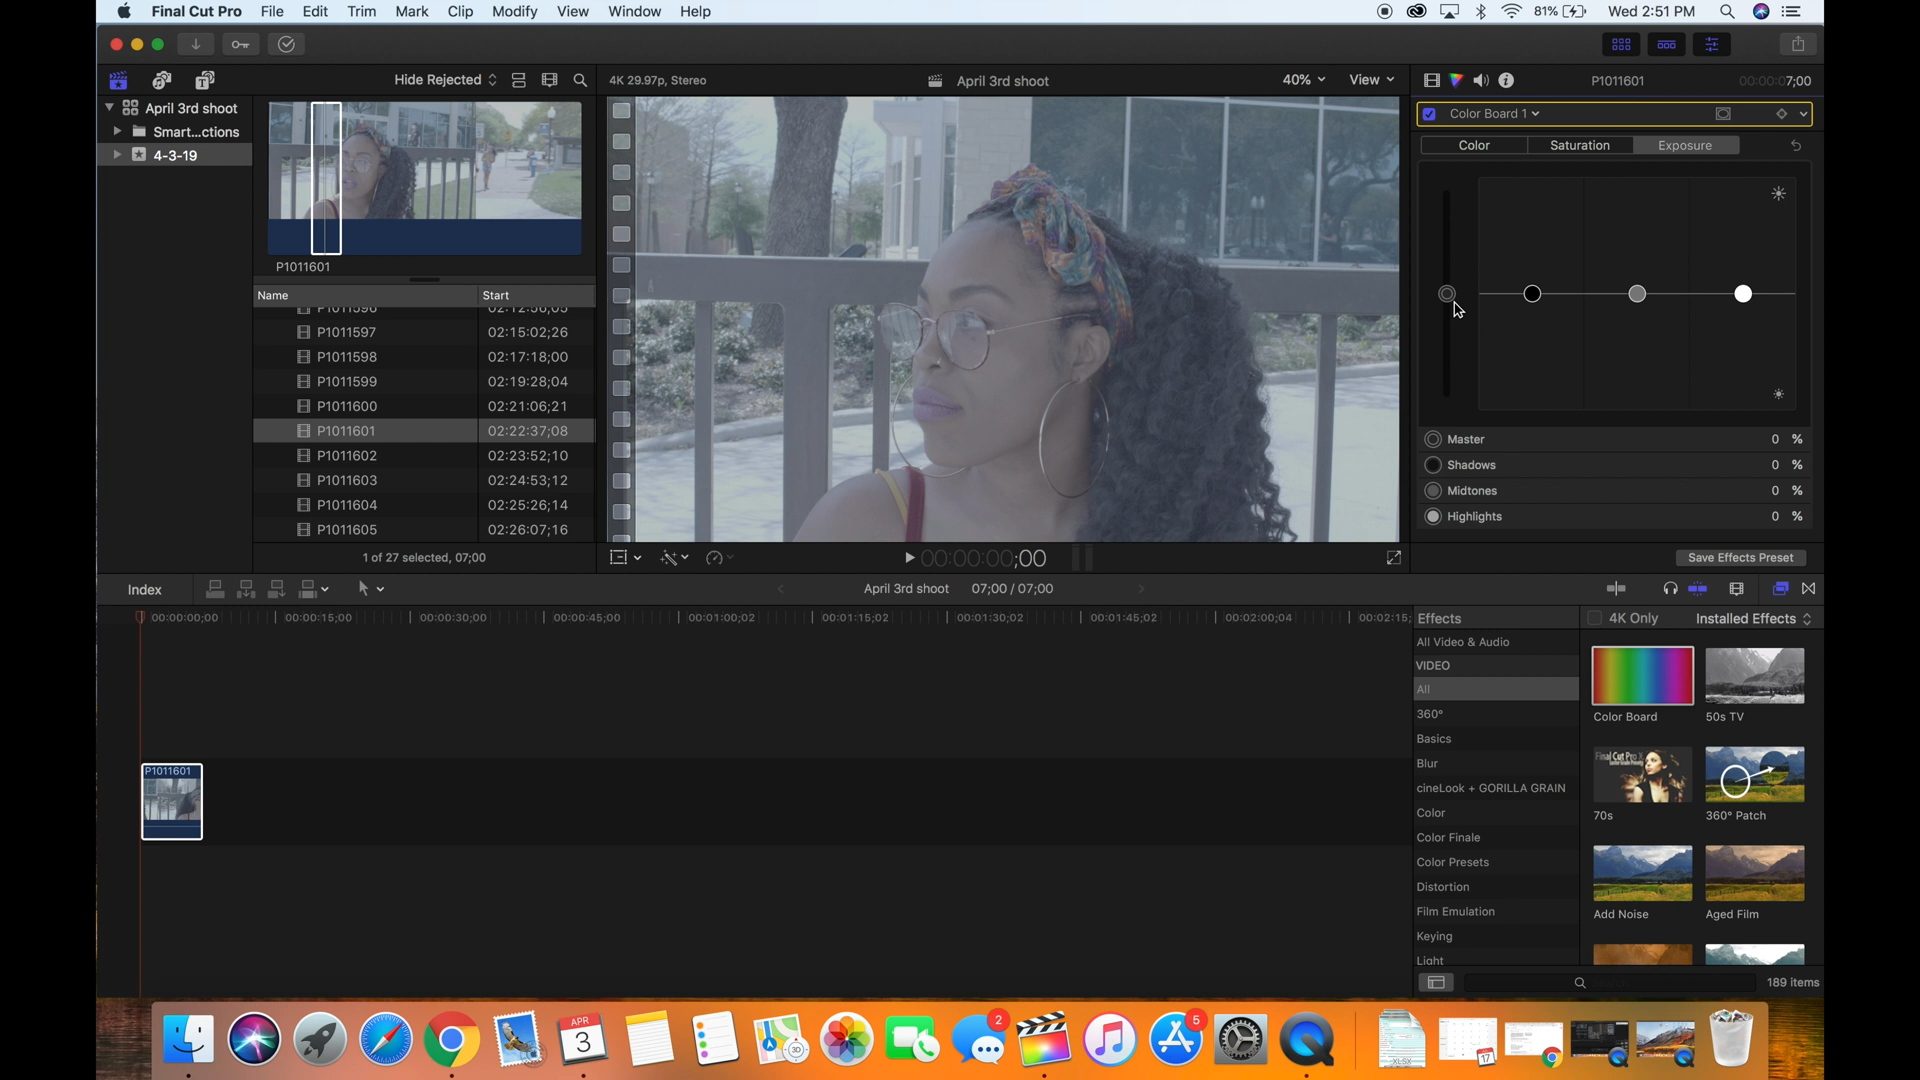 Final Cut Pro File Edit Trim Mark Clip Modify View Window Help 81% Wed 2:51 PM
Hide Rejected 4K 29.97p, Stereo April 3rd shoot 40% View P1011601 00:00:07;00
April 3rd shoot
Smart...ctions
4-3-19
P1011601
Name Start
P1011597 02:15:02;26
P1011598 02:17:18;00
P1011599 02:19:28;04
P1011600 02:21:06;21
P1011601 02:22:37;08
P1011602 02:23:52;10
P1011603 02:24:53;12
P1011604 02:25:26;14
P1011605 02:26:07;16
1 of 27 selected, 07;00
00:00:00;00
Color Board 1
Color Saturation Exposure
Master 0 %
Shadows 0 %
Midtones 0 %
Highlights 0 %
Save Effects Preset
Index April 3rd shoot 07;00 / 07;00
00:00:00;00 00:00:15;00 00:00:30;00 00:00:45;00 00:01:00;02 00:01:15;02 00:01:30;02 00:01:45;02 00:02:00;04 00:02:15;
P1011601
Effects 4K Only Installed Effects
All Video & Audio
VIDEO
All
360°
Basics
Blur
cineLook + GORILLA GRAIN
Color
Color Finale
Color Presets
Distortion
Film Emulation
Keying
Light
Color Board 50s TV
Final Cut Pro X
70s 360° Patch
Add Noise Aged Film
189 items
APR
3
3D
2
5
XLSX
17